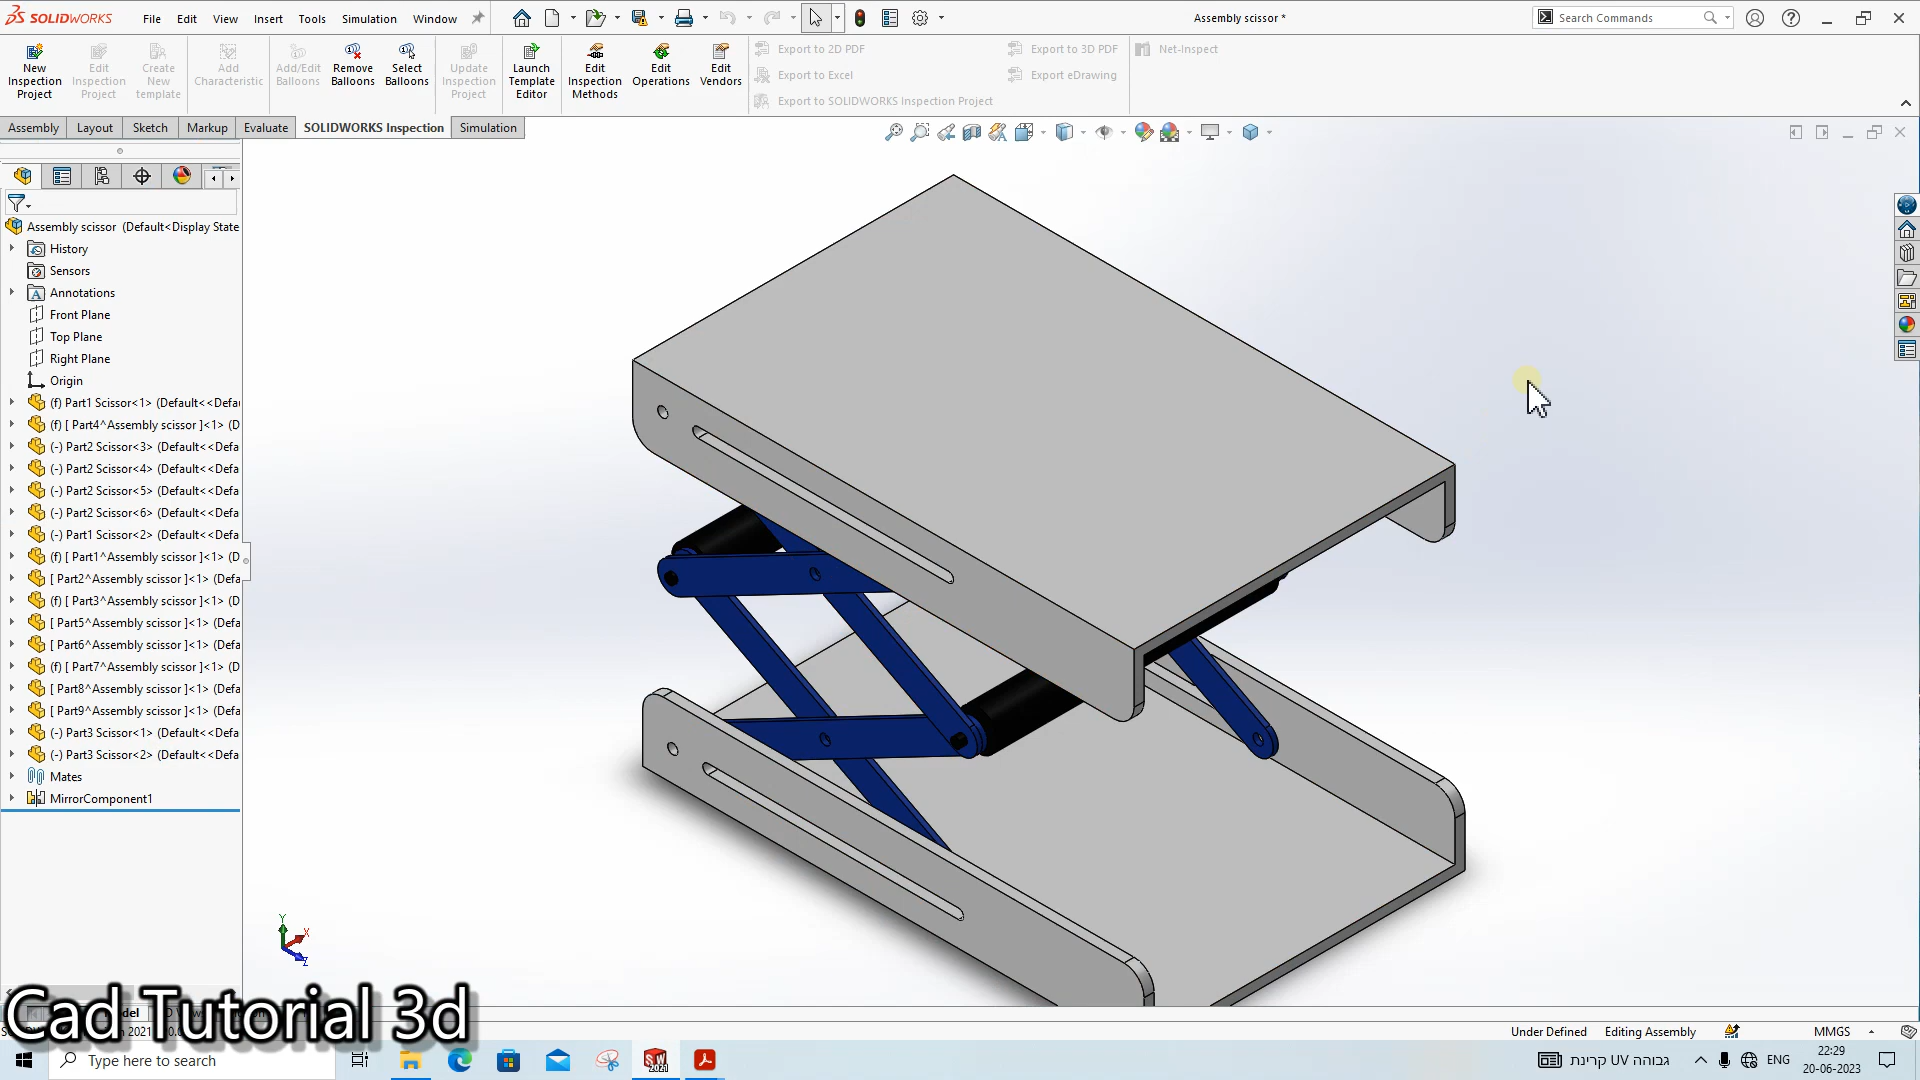 SOLIDWORKS File Edit View Insert Tools Simulation Window Assembly scissor * Search Commands
New Inspection Project
Edit Inspection Project
Create New template
Add Characteristic
Add/Edit Balloons
Remove Balloons
Select Balloons
Update Inspection Project
Launch Template Editor
Edit Inspection Methods
Edit Operations
Edit Vendors
Export to 2D PDF
Export to Excel
Export to SOLIDWORKS Inspection Project
Export to 3D PDF
Export eDrawing
Net-Inspect
Assembly Layout Sketch Markup Evaluate SOLIDWORKS Inspection Simulation
Assembly scissor (Default<Display State
History
Sensors
Annotations
Front Plane
Top Plane
Right Plane
Origin
(f) Part1 Scissor<1> (Default<<Defau
(f) [ Part4^Assembly scissor ]<1> (D
(-) Part2 Scissor<3> (Default<<Defa
(-) Part2 Scissor<4> (Default<<Defa
(-) Part2 Scissor<5> (Default<<Defa
(-) Part2 Scissor<6> (Default<<Defa
(-) Part1 Scissor<2> (Default<<Defa
(f) [ Part1^Assembly scissor ]<1> (D
[ Part2^Assembly scissor ]<1> (Defa
(f) [ Part3^Assembly scissor ]<1> (D
[ Part5^Assembly scissor ]<1> (Defa
[ Part6^Assembly scissor ]<1> (Defa
(f) [ Part7^Assembly scissor ]<1> (D
[ Part8^Assembly scissor ]<1> (Defa
[ Part9^Assembly scissor ]<1> (Defa
(-) Part3 Scissor<1> (Default<<Defa
(-) Part3 Scissor<2> (Default<<Defa
Mates
MirrorComponent1
Y
X
Z
Cad Tutorial 3d
Under Defined Editing Assembly MMGS
Type here to search
SW 2021
גבוהה UV קרינת
ENG
22:29
20-06-2023